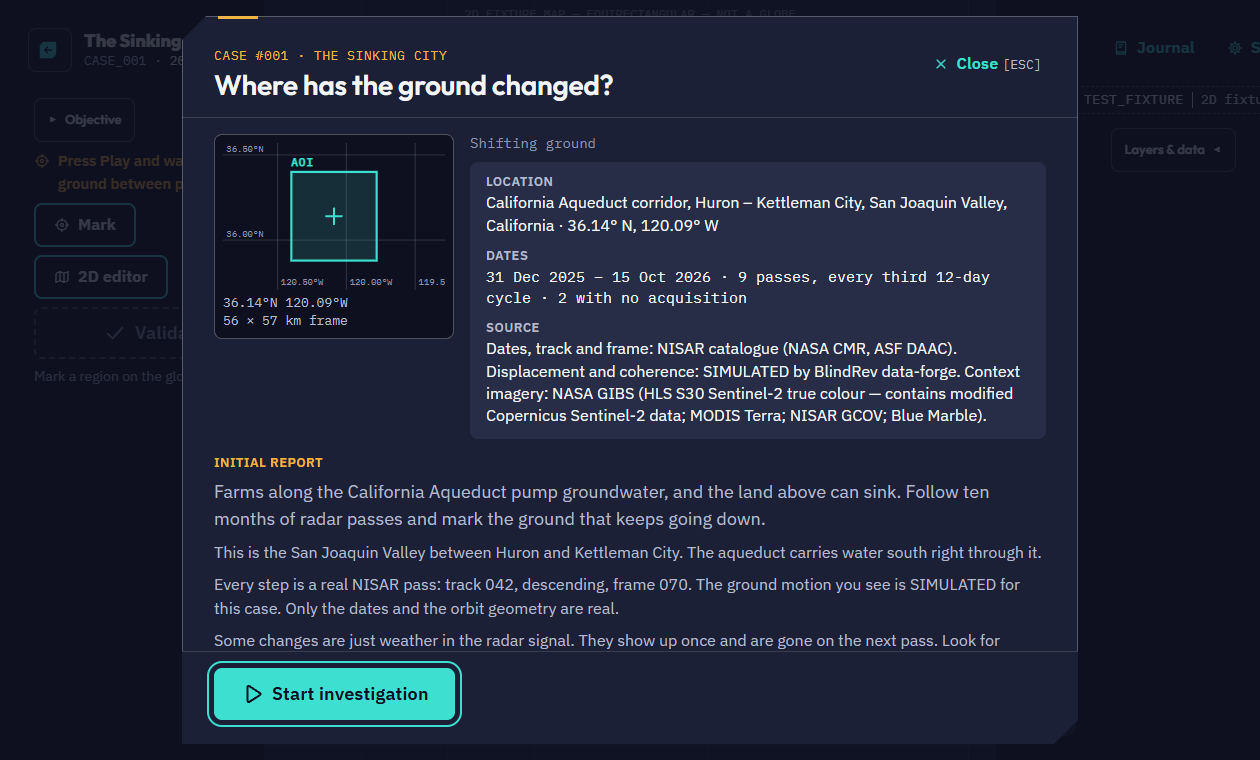 2D FIXTURE MAP — EQUIRECTANGULAR — NOT A GLOBE
The Sinking
CASE_001 · 20
Journal
S
TEST_FIXTURE | 2D fixtu
Objective
Layers & data
Press Play and wa
ground between p
Mark
2D editor
Valida
Mark a region on the glo
CASE #001 · THE SINKING CITY
Where has the ground changed?
Close [ESC]
36.50°N
AOI
36.00°N
120.50°W 120.00°W 119.5
36.14°N 120.09°W
56 × 57 km frame
Shifting ground
LOCATION
California Aqueduct corridor, Huron – Kettleman City, San Joaquin Valley,
California · 36.14° N, 120.09° W
DATES
31 Dec 2025 – 15 Oct 2026 · 9 passes, every third 12-day
cycle · 2 with no acquisition
SOURCE
Dates, track and frame: NISAR catalogue (NASA CMR, ASF DAAC).
Displacement and coherence: SIMULATED by BlindRev data-forge. Context
imagery: NASA GIBS (HLS S30 Sentinel-2 true colour — contains modified
Copernicus Sentinel-2 data; MODIS Terra; NISAR GCOV; Blue Marble).
INITIAL REPORT
Farms along the California Aqueduct pump groundwater, and the land above can sink. Follow ten
months of radar passes and mark the ground that keeps going down.
This is the San Joaquin Valley between Huron and Kettleman City. The aqueduct carries water south right through it.
Every step is a real NISAR pass: track 042, descending, frame 070. The ground motion you see is SIMULATED for
this case. Only the dates and the orbit geometry are real.
Some changes are just weather in the radar signal. They show up once and are gone on the next pass. Look for
Start investigation